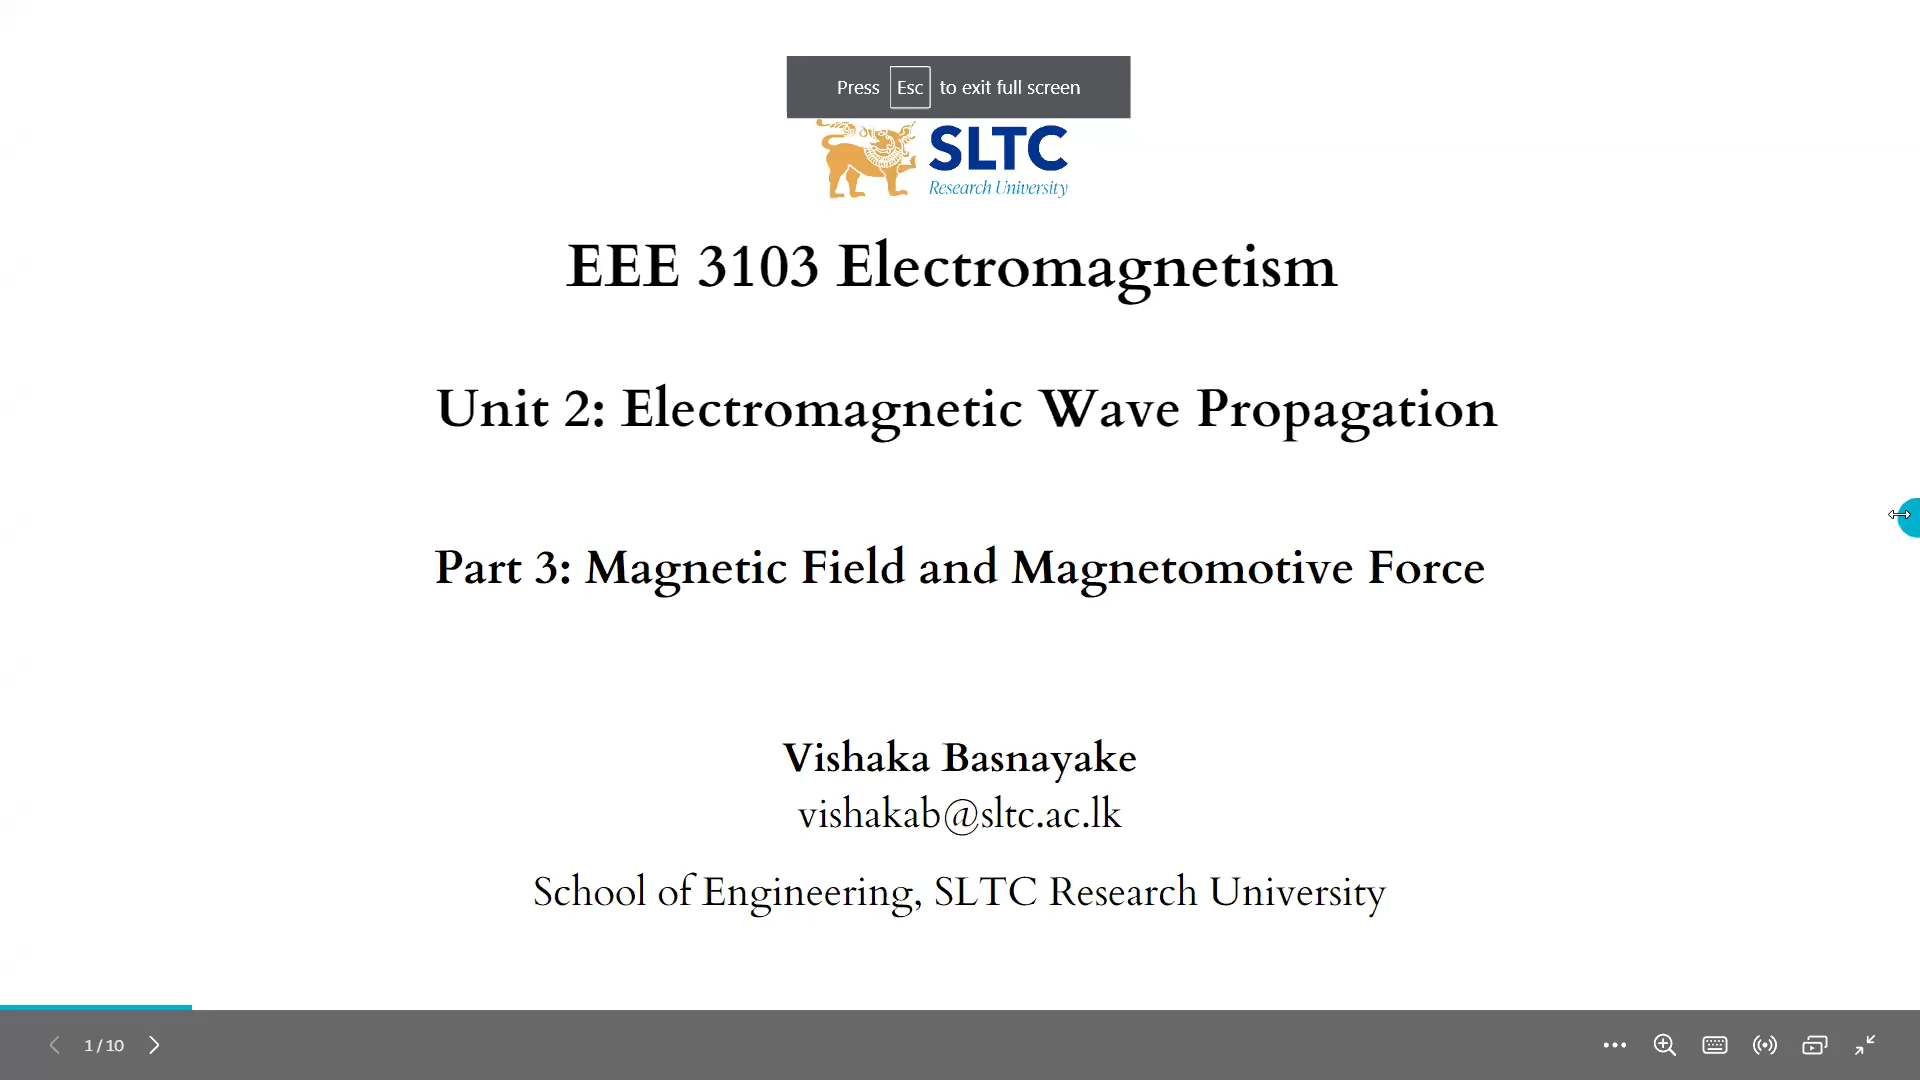 Press Esc to exit full screen
SLTC
Research University
EEE 3103 Electromagnetism
Unit 2: Electromagnetic Wave Propagation
Part 3: Magnetic Field and Magnetomotive Force
Vishaka Basnayake
vishakab@sltc.ac.lk
School of Engineering, SLTC Research University
1 / 10